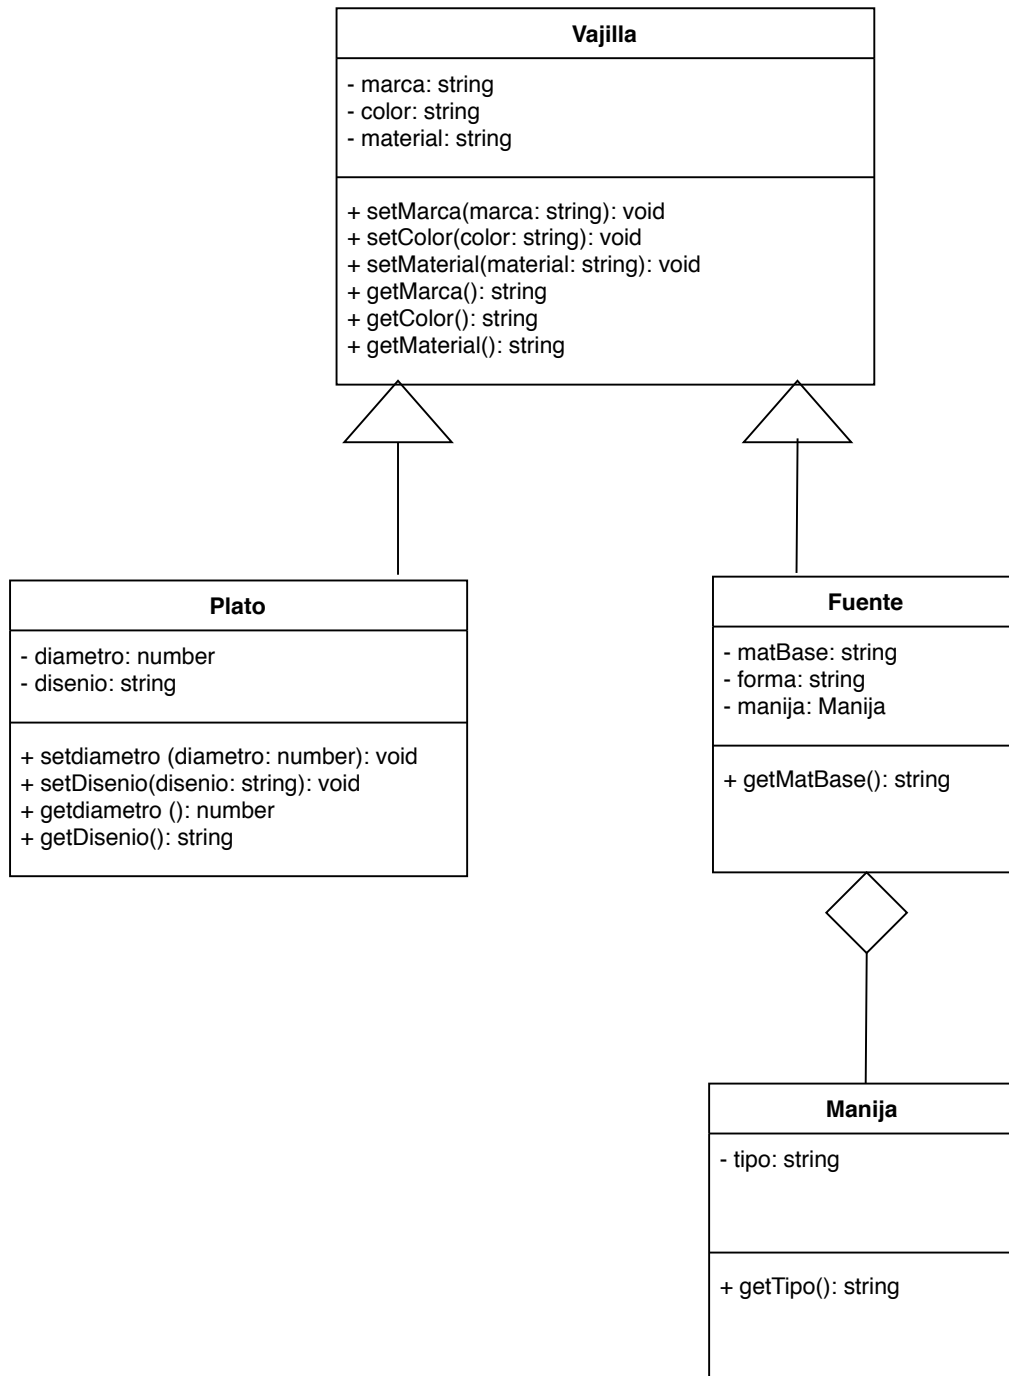 Vajilla
- marca: string
- color: string
- material: string
+ setMarca(marca: string): void
+ setColor(color: string): void
+ setMaterial(material: string): void
+ getMarca(): string
+ getColor(): string
+ getMaterial(): string
Plato
- diametro: number
- disenio: string
+ setdiametro (diametro: number): void
+ setDisenio(disenio: string): void
+ getdiametro (): number
+ getDisenio(): string
Fuente
- matBase: string
- forma: string
- manija: Manija
+ getMatBase(): string
Manija
- tipo: string
+ getTipo(): string